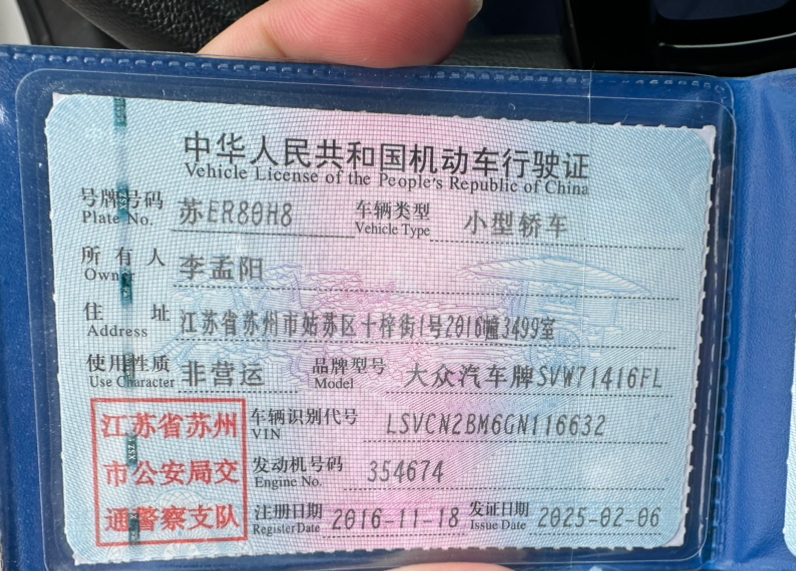 中华人民共和国机动车行驶证
Vehicle License of the People's Republic of China
号牌号码 苏ER80H8 车辆类型 小型轿车
Plate No. Vehicle Type
所有人 李孟阳
Owner
住址 江苏省苏州市姑苏区十梓街1号2016幢3499室
Address
使用性质 非营运 品牌型号 大众汽车牌SVW71416FL
Use Character Model
江苏省苏州 车辆识别代号 LSVCN2BM6GN116632
VIN
市公安局交 发动机号码 354674
Engine No.
通警察支队 注册日期 2016-11-18 发证日期 2025-02-06
Register Date Issue Date